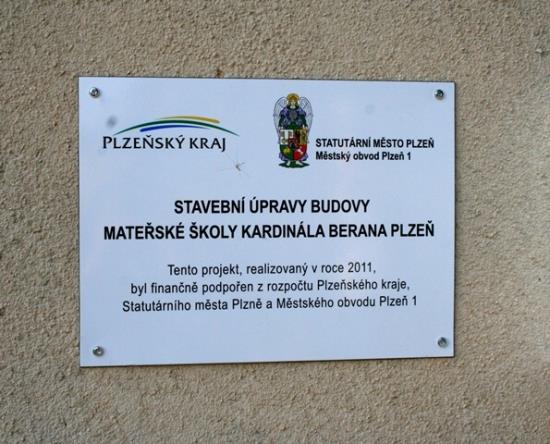 PLZEŇSKÝ KRAJ
STATUTÁRNÍ MĚSTO PLZEŇ
Městský obvod Plzeň 1
STAVEBNÍ ÚPRAVY BUDOVY
MATEŘSKÉ ŠKOLY KARDINÁLA BERANA PLZEŇ
Tento projekt, realizovaný v roce 2011,
byl finančně podpořen z rozpočtu Plzeňského kraje,
Statutárního města Plzně a Městského obvodu Plzeň 1